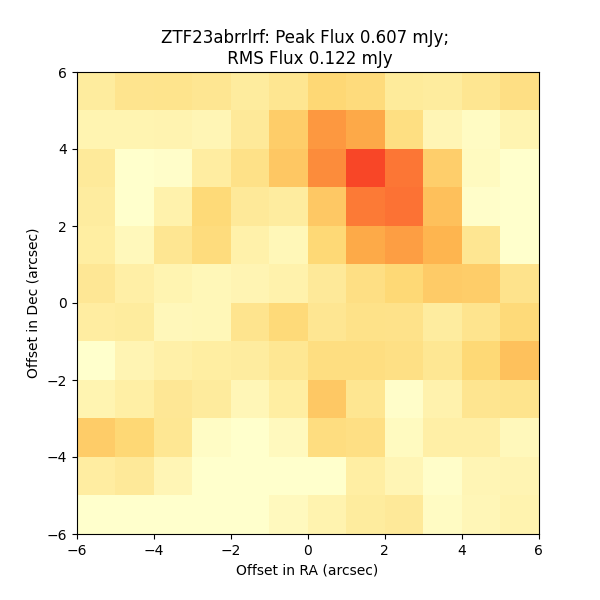 ZTF23abrrlrf: Peak Flux 0.607 mJy;
RMS Flux 0.122 mJy
6
4
2
0
−2
−4
−6
Offset in Dec (arcsec)
−6 −4 −2 0 2 4 6
Offset in RA (arcsec)